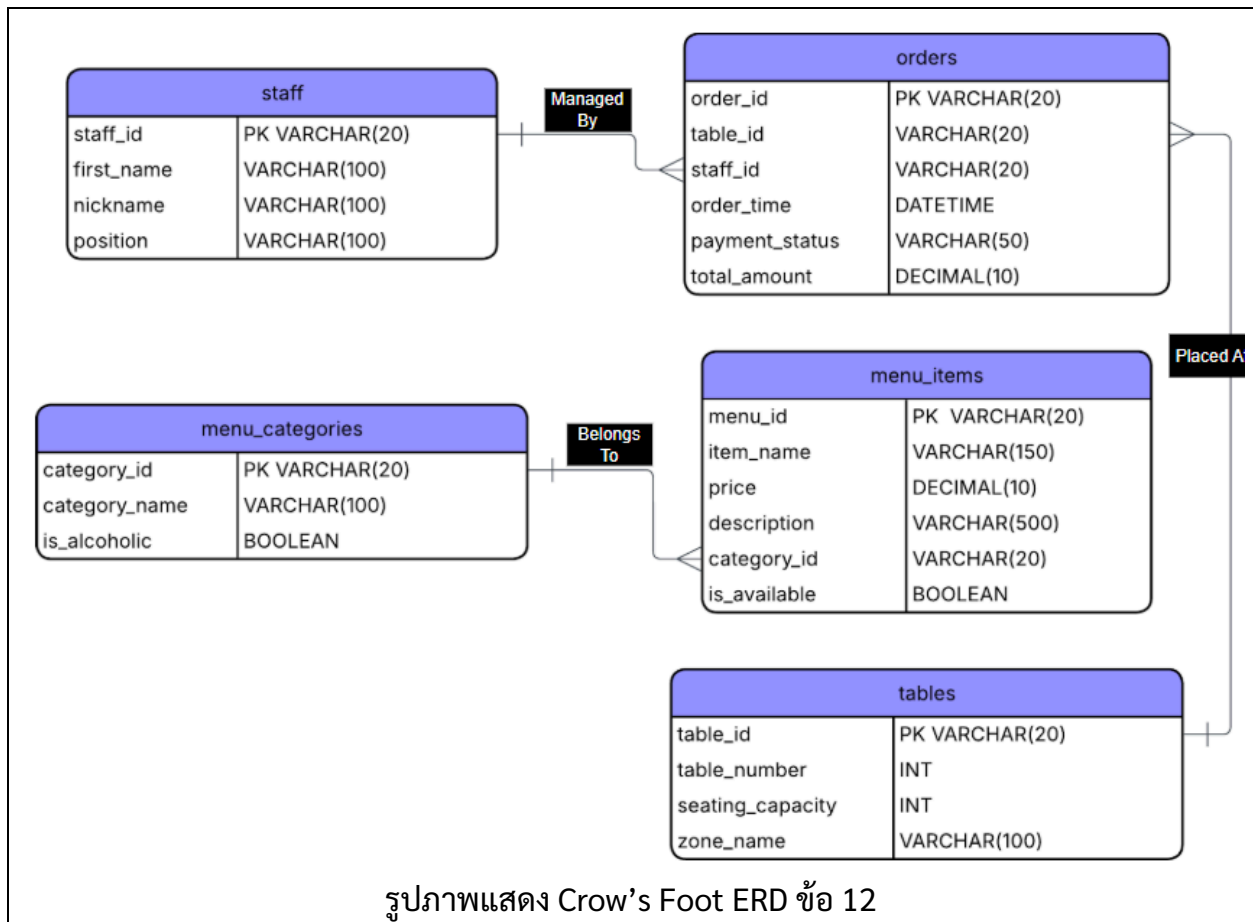 staff
staff_id PK VARCHAR(20)
first_name VARCHAR(100)
nickname VARCHAR(100)
position VARCHAR(100)
Managed
By
orders
order_id PK VARCHAR(20)
table_id VARCHAR(20)
staff_id VARCHAR(20)
order_time DATETIME
payment_status VARCHAR(50)
total_amount DECIMAL(10)
Placed
menu_categories
category_id PK VARCHAR(20)
category_name VARCHAR(100)
is_alcoholic BOOLEAN
Belongs
To
menu_items
menu_id PK VARCHAR(20)
item_name VARCHAR(150)
price DECIMAL(10)
description VARCHAR(500)
category_id VARCHAR(20)
is_available BOOLEAN
tables
table_id PK VARCHAR(20)
table_number INT
seating_capacity INT
zone_name VARCHAR(100)
รูปภาพแสดง Crow’s Foot ERD ข้อ 12